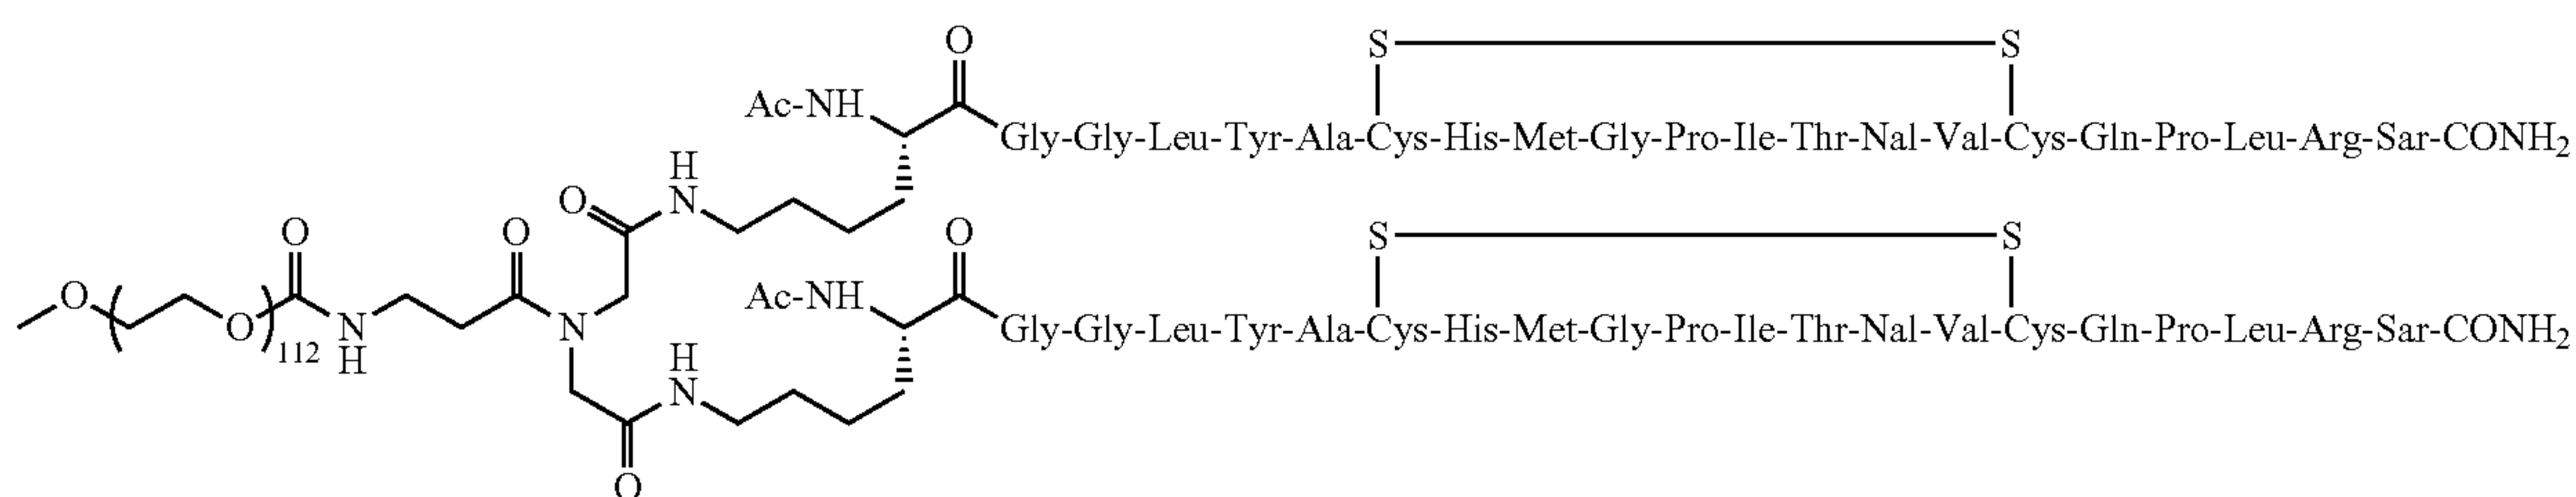 O O S S
Ac-NH Gly-Gly-Leu-Tyr-Ala-Cys-His-Met-Gly-Pro-Ile-Thr-Nal-Val-Cys-Gln-Pro-Leu-Arg-Sar-CONH₂
H
O N
O O O S S
O ( O )112 N H N Ac-NH Gly-Gly-Leu-Tyr-Ala-Cys-His-Met-Gly-Pro-Ile-Thr-Nal-Val-Cys-Gln-Pro-Leu-Arg-Sar-CONH₂
H
N
O